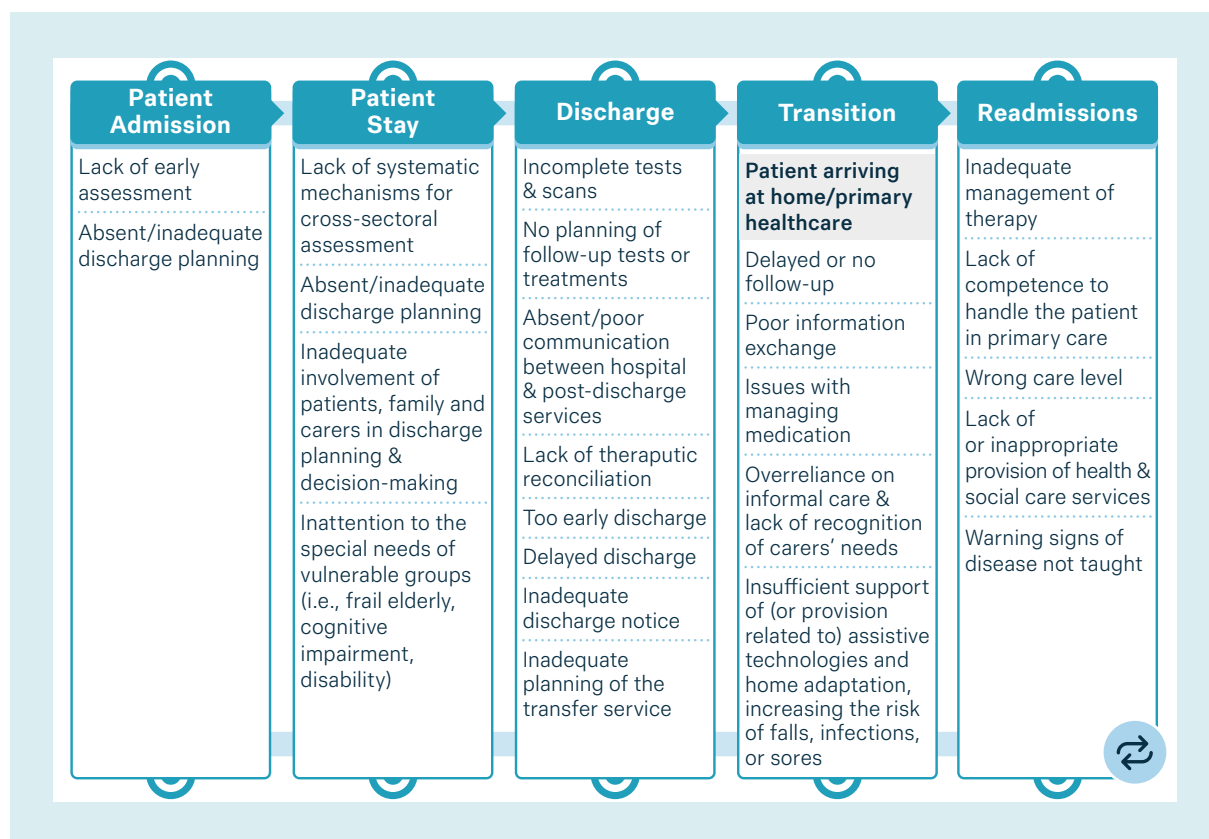 Patient
Admission
Lack of early
assessment
Absent/inadequate
discharge planning
Patient
Stay
Lack of systematic
mechanisms for
cross-sectoral
assessment
Absent/inadequate
discharge planning
Inadequate
involvement of
patients, family and
carers in discharge
planning &
decision-making
Inattention to the
special needs of
vulnerable groups
(i.e., frail elderly,
cognitive
impairment,
disability)
Discharge
Incomplete tests
& scans
No planning of
follow-up tests or
treatments
Absent/poor
communication
between hospital
& post-discharge
services
Lack of theraputic
reconciliation
Too early discharge
Delayed discharge
Inadequate
discharge notice
Inadequate
planning of the
transfer service
Transition
Patient arriving
at home/primary
healthcare
Delayed or no
follow-up
Poor information
exchange
Issues with
managing
medication
Overreliance on
informal care &
lack of recognition
of carers’ needs
Insufficient support
of (or provision
related to) assistive
technologies and
home adaptation,
increasing the risk
of falls, infections,
or sores
Readmissions
Inadequate
management of
therapy
Lack of
competence to
handle the patient
in primary care
Wrong care level
Lack of
or inappropriate
provision of health &
social care services
Warning signs of
disease not taught